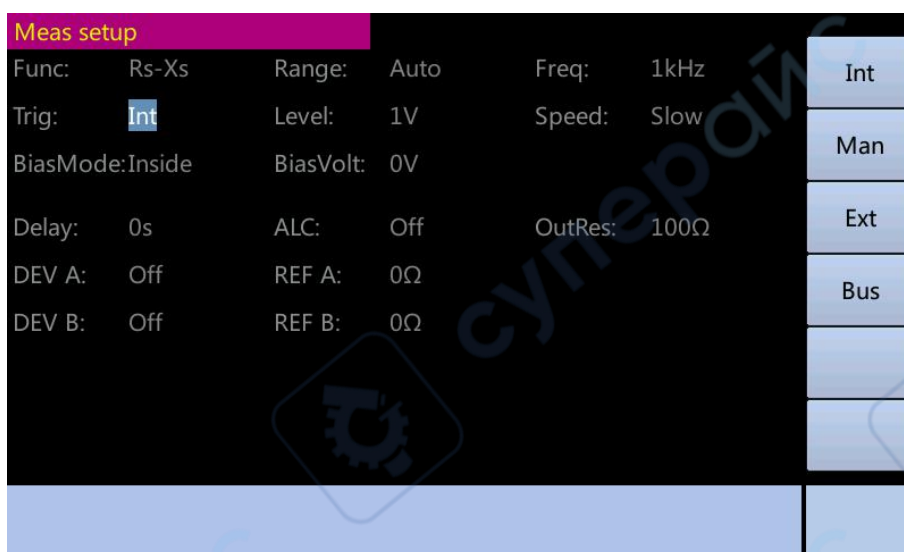 Meas setup
Func: Rs-Xs Range: Auto Freq: 1kHz
Trig: Int Level: 1V Speed: Slow
BiasMode: Inside BiasVolt: 0V
Delay: 0s ALC: Off OutRes: 100Ω
DEV A: Off REF A: 0Ω
DEV B: Off REF B: 0Ω
Int
Man
Ext
Bus
суперайс